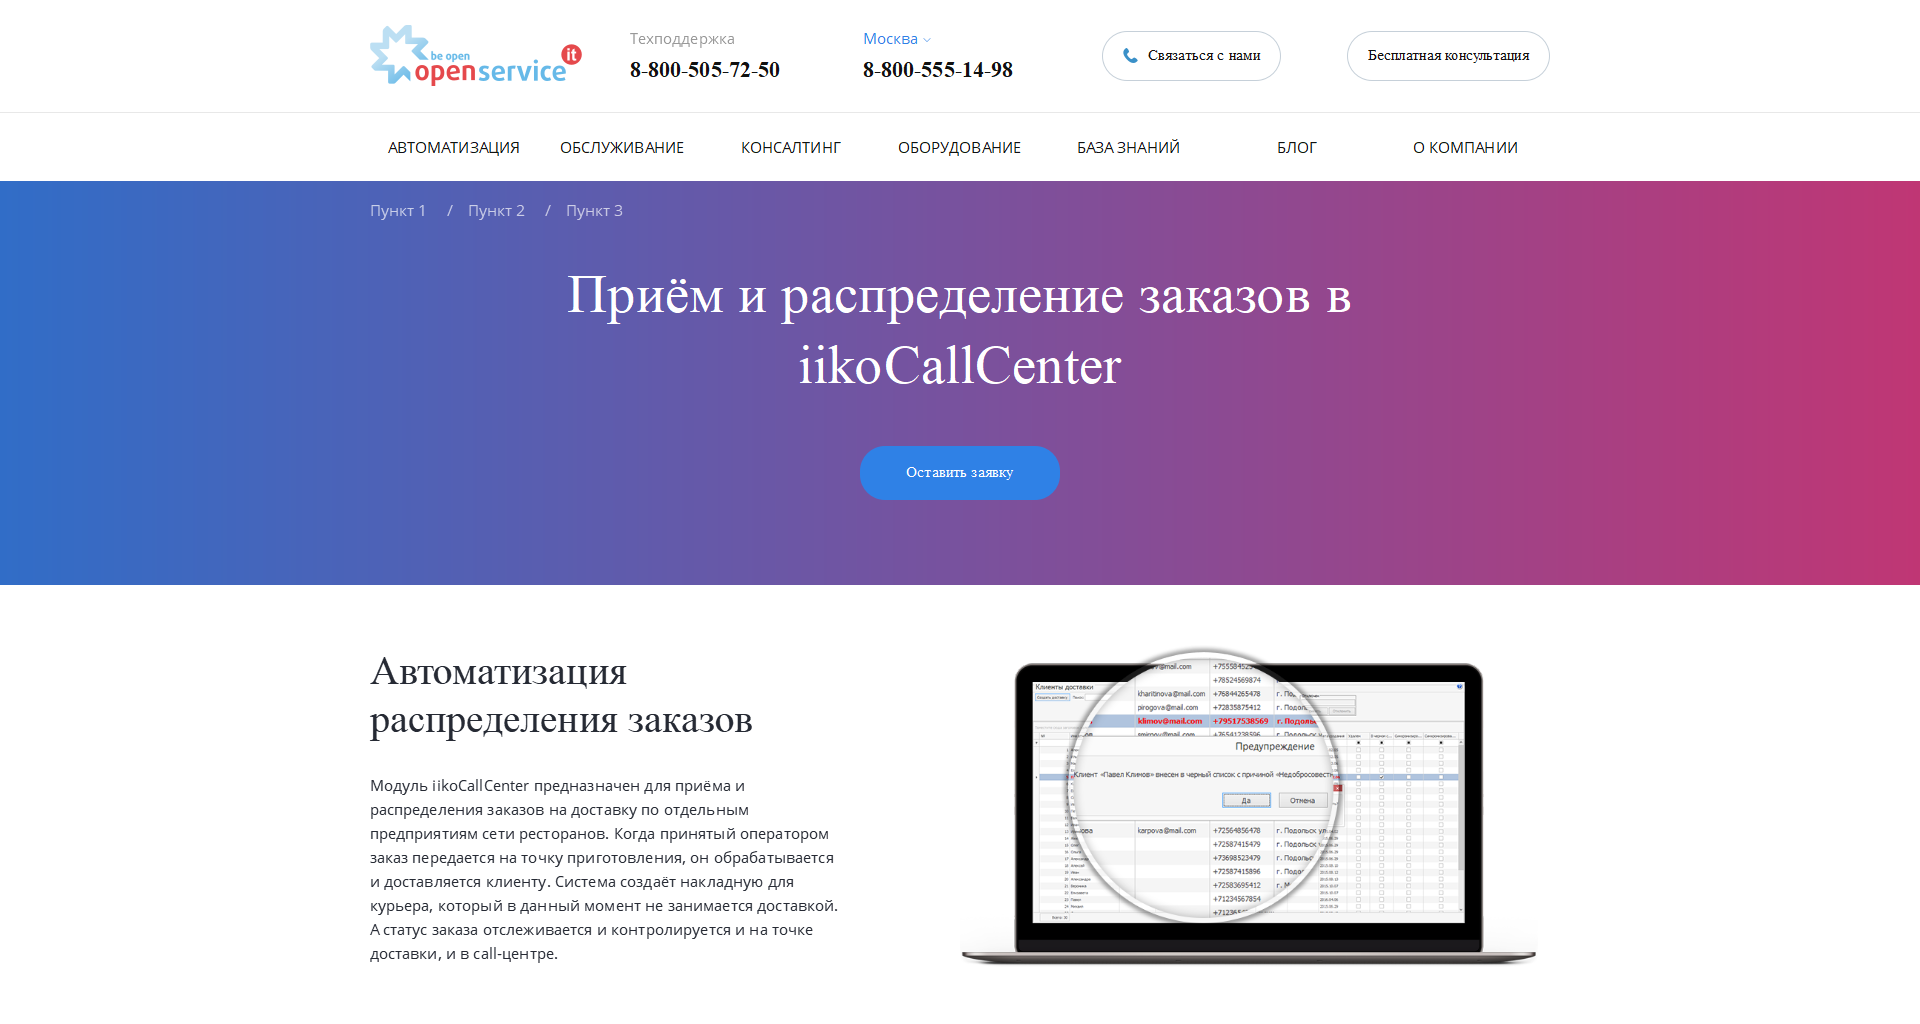 be open
openservice it
Техподдержка
8-800-505-72-50
Москва
8-800-555-14-98
Связаться с нами
Бесплатная консультация
АВТОМАТИЗАЦИЯ ОБСЛУЖИВАНИЕ КОНСАЛТИНГ ОБОРУДОВАНИЕ БАЗА ЗНАНИЙ БЛОГ О КОМПАНИИ
Пункт 1 / Пункт 2 / Пункт 3
Приём и распределение заказов в
iikoCallCenter
Оставить заявку
Автоматизация
распределения заказов
Модуль iikoCallCenter предназначен для приёма и
распределения заказов на доставку по отдельным
предприятиям сети ресторанов. Когда принятый оператором
заказ передается на точку приготовления, он обрабатывается
и доставляется клиенту. Система создаёт накладную для
курьера, который в данный момент не занимается доставкой.
А статус заказа отслеживается и контролируется и на точке
доставки, и в call-центре.
Клиенты доставки
+78524569874
kharitinova@mail.com +76844265478
pirogova@mail.com +72835875412
klimov@mail.com +79517538569 г. Подоль
Предупреждение
Клиент «Павел Климов» внесен в черный список с причиной
Да Отмена
karpova@mail.com +72564856478 г. Подольск
+72587415479
+73698523479
+72587415896
+72583695412
+71234567854